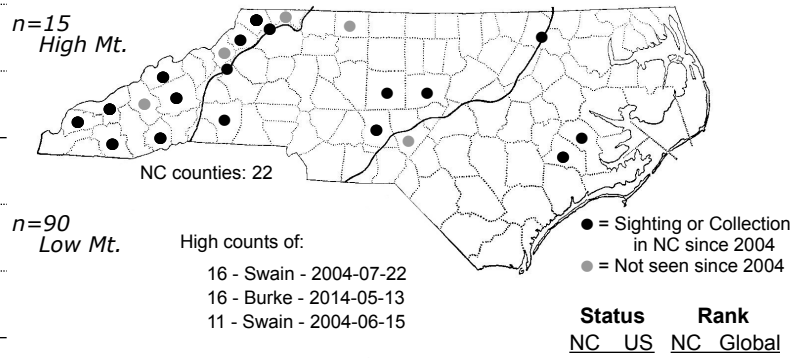 n=15
High Mt.
NC counties: 22
n=90
Low Mt.
High counts of:
16 - Swain - 2004-07-22
16 - Burke - 2014-05-13
11 - Swain - 2004-06-15
● = Sighting or Collection
in NC since 2004
● = Not seen since 2004
Status Rank
NC US NC Global